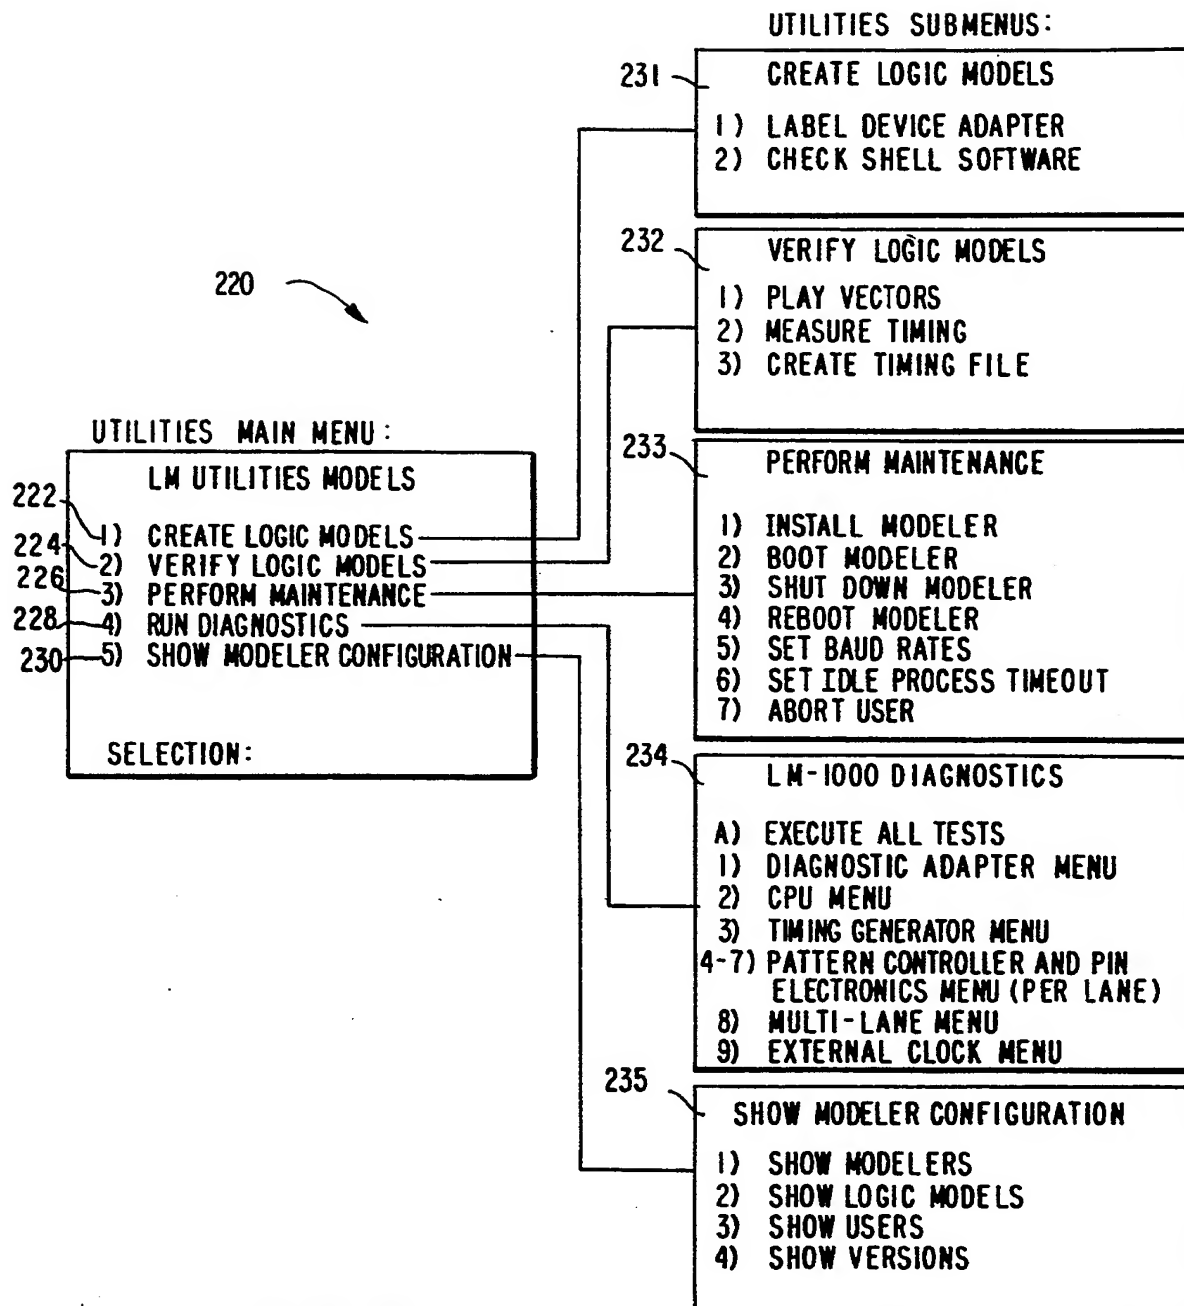 UTILITIES SUBMENUS:
231
CREATE LOGIC MODELS
1) LABEL DEVICE ADAPTER
2) CHECK SHELL SOFTWARE
232
VERIFY LOGIC MODELS
1) PLAY VECTORS
2) MEASURE TIMING
3) CREATE TIMING FILE
220
UTILITIES MAIN MENU:
LM UTILITIES MODELS
222
1) CREATE LOGIC MODELS
224
2) VERIFY LOGIC MODELS
226
3) PERFORM MAINTENANCE
228
4) RUN DIAGNOSTICS
230
5) SHOW MODELER CONFIGURATION
SELECTION:
233
PERFORM MAINTENANCE
1) INSTALL MODELER
2) BOOT MODELER
3) SHUT DOWN MODELER
4) REBOOT MODELER
5) SET BAUD RATES
6) SET IDLE PROCESS TIMEOUT
7) ABORT USER
234
LM-1000 DIAGNOSTICS
A) EXECUTE ALL TESTS
1) DIAGNOSTIC ADAPTER MENU
2) CPU MENU
3) TIMING GENERATOR MENU
4-7) PATTERN CONTROLLER AND PIN
ELECTRONICS MENU (PER LANE)
8) MULTI-LANE MENU
9) EXTERNAL CLOCK MENU
235
SHOW MODELER CONFIGURATION
1) SHOW MODELERS
2) SHOW LOGIC MODELS
3) SHOW USERS
4) SHOW VERSIONS